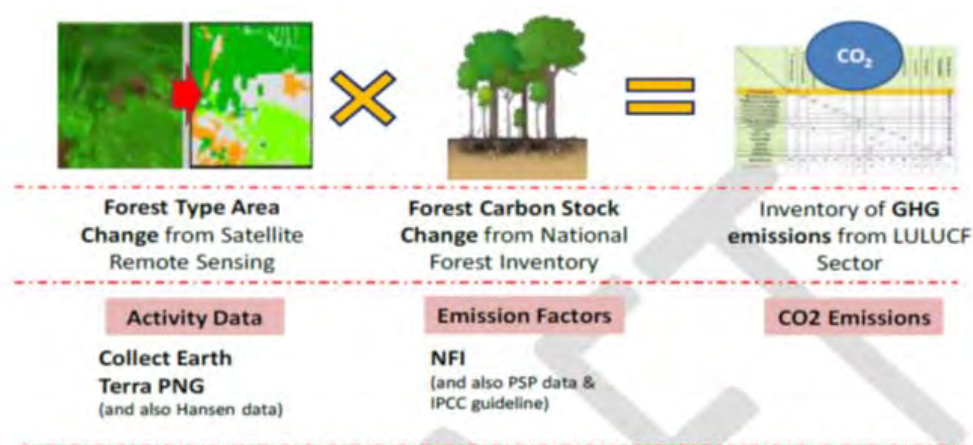 CO₂
Forest Type Area
Change from Satellite
Remote Sensing
Forest Carbon Stock
Change from National
Forest Inventory
Inventory of GHG
emissions from LULUCF
Sector
Activity Data
Emission Factors
CO2 Emissions
Collect Earth
Terra PNG
(and also Hansen data)
NFI
(and also PSP data &
IPCC guideline)